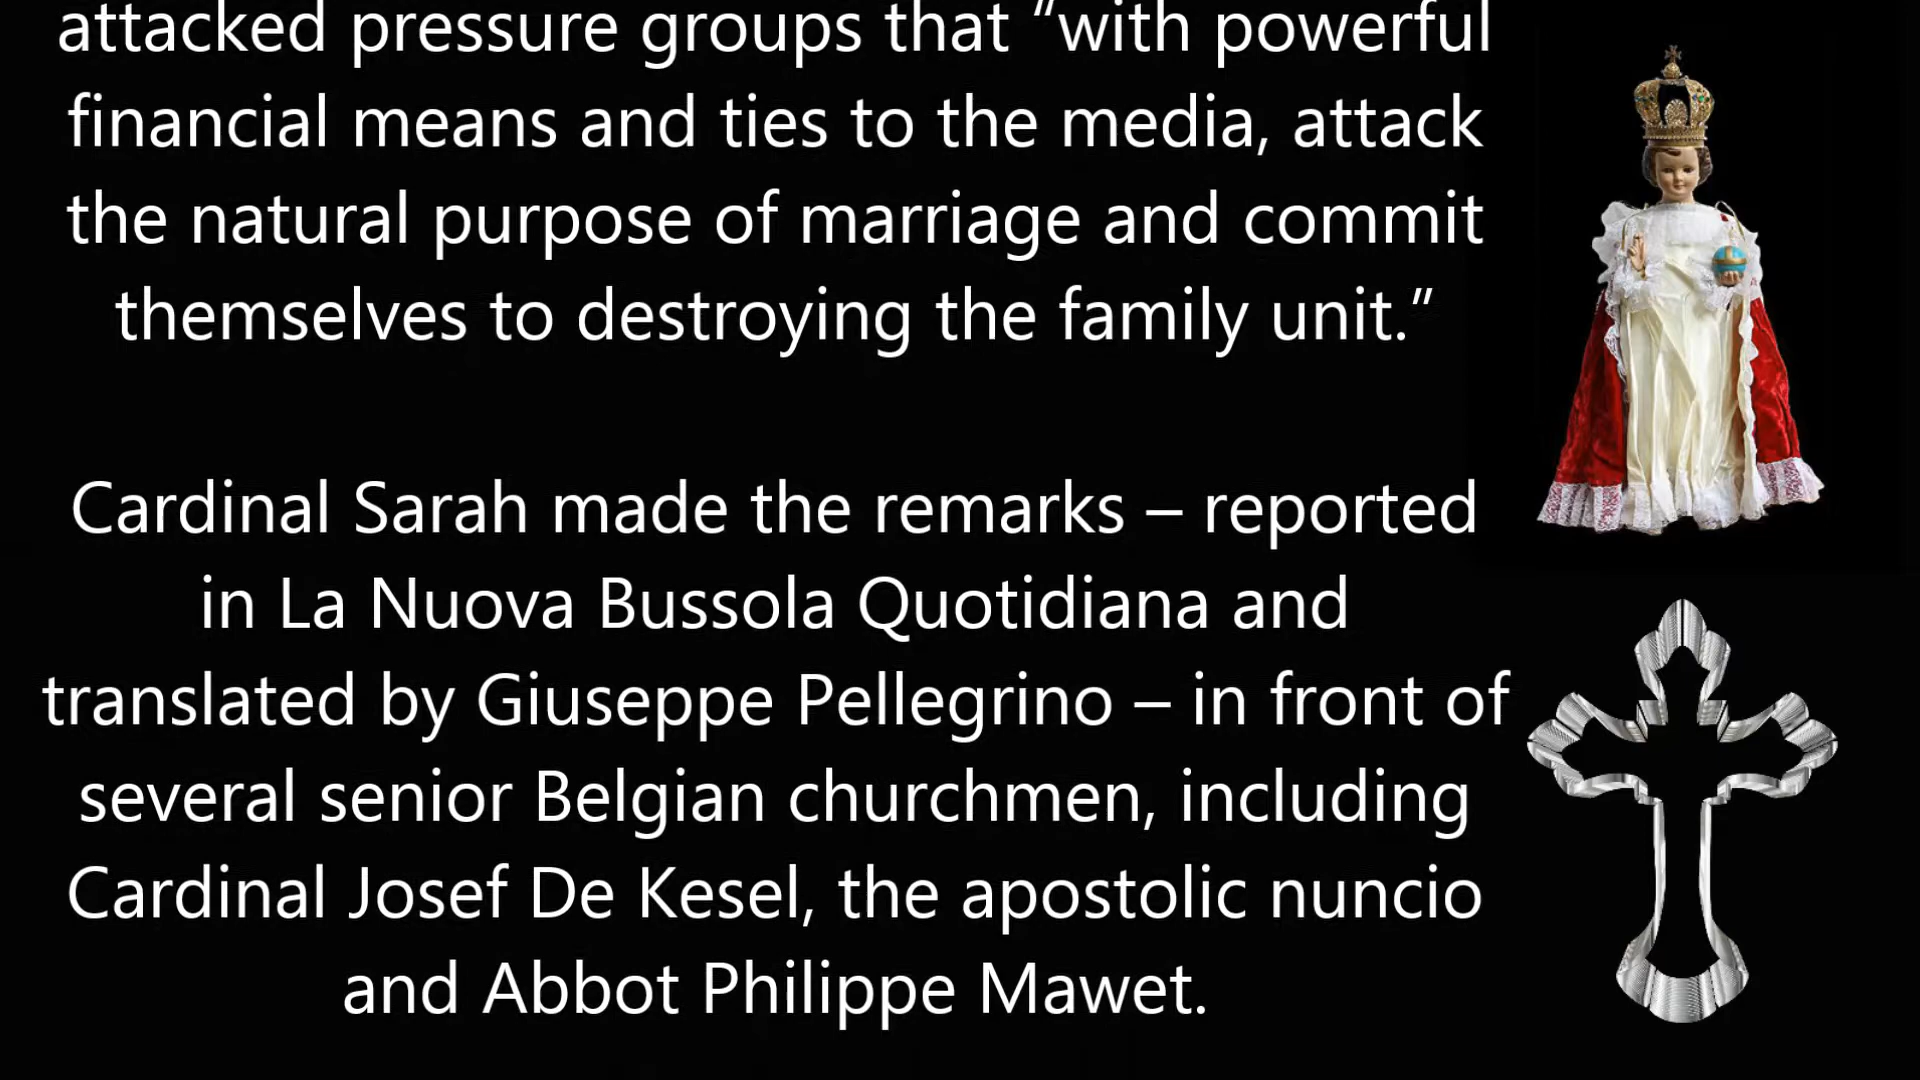 attacked pressure groups that “with powerful
financial means and ties to the media, attack
the natural purpose of marriage and commit
themselves to destroying the family unit.”
Cardinal Sarah made the remarks – reported
in La Nuova Bussola Quotidiana and
translated by Giuseppe Pellegrino – in front of
several senior Belgian churchmen, including
Cardinal Josef De Kesel, the apostolic nuncio
and Abbot Philippe Mawet.